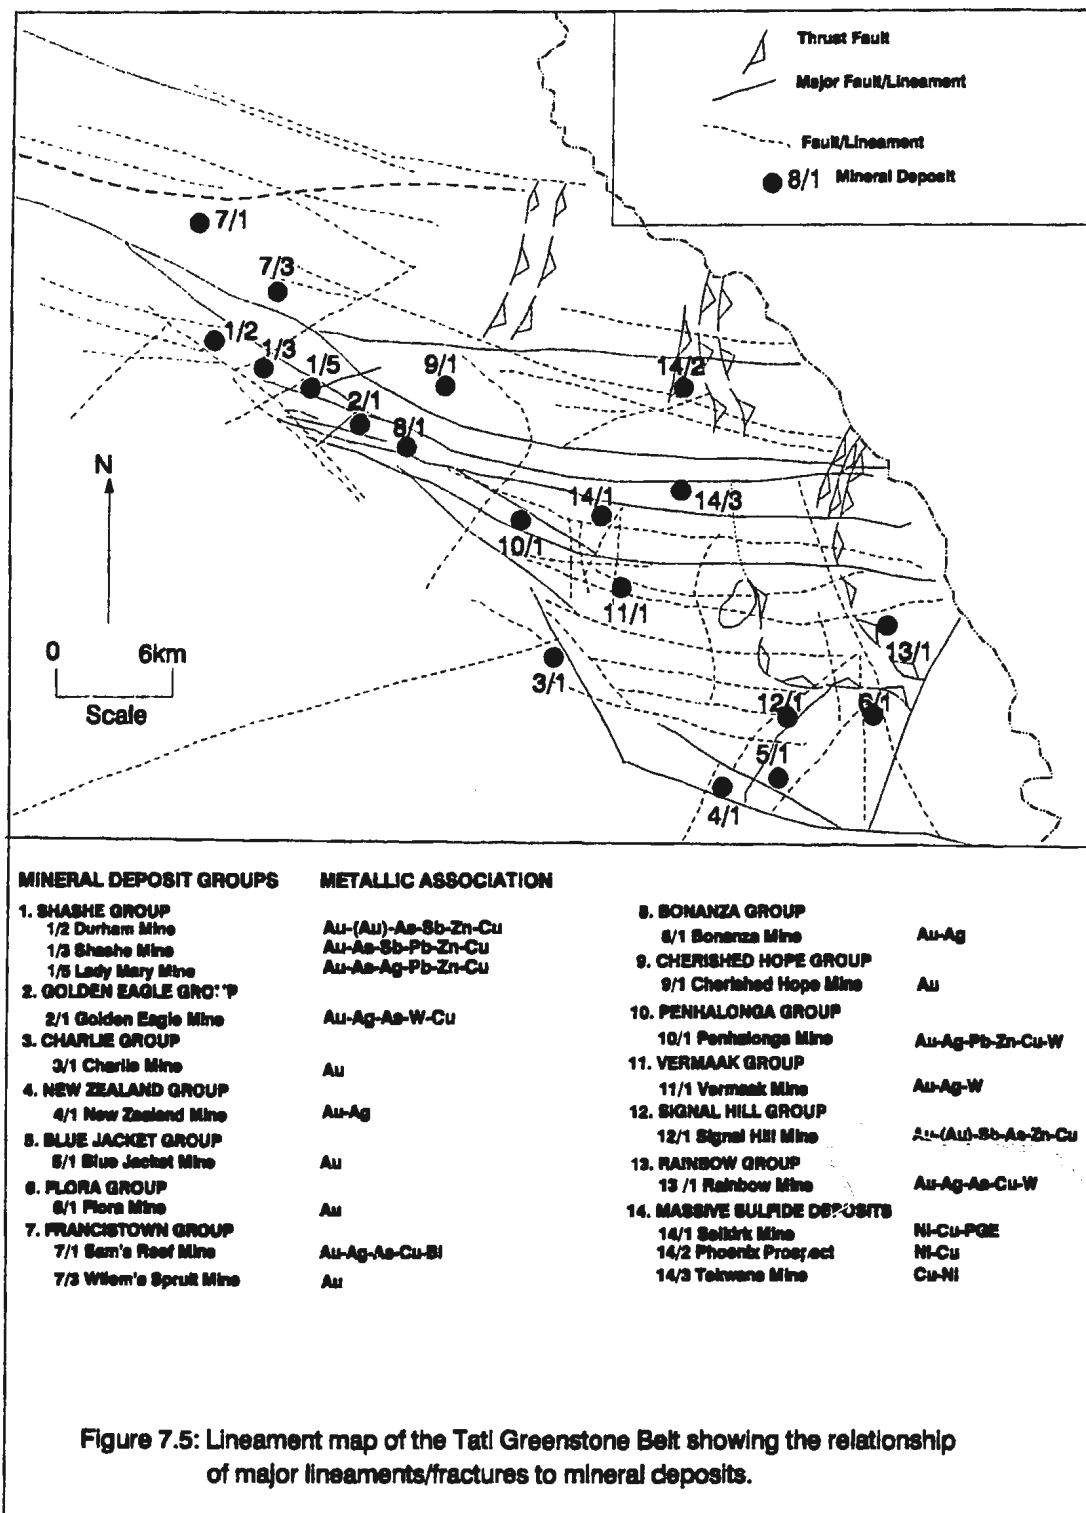 Thrust Fault
Major Fault/Lineament
Fault/Lineament
8/1 Mineral Deposit
7/1
7/3
1/2
1/3
1/5
9/1
14/2
2/1
8/1
N
14/1
14/3
10/1
11/1
0 6km
Scale
3/1
13/1
12/1
6/1
5/1
4/1
MINERAL DEPOSIT GROUPS METALLIC ASSOCIATION
1. SHASHE GROUP
1/2 Durham Mine Au-(Au)-As-Sb-Zn-Cu
1/3 Shashe Mine Au-As-Sb-Pb-Zn-Cu
1/5 Lady Mary Mine Au-As-Ag-Pb-Zn-Cu
2. GOLDEN EAGLE GROUP
2/1 Golden Eagle Mine Au-Ag-As-W-Cu
3. CHARLIE GROUP
3/1 Charlie Mine Au
4. NEW ZEALAND GROUP
4/1 New Zealand Mine Au-Ag
5. BLUE JACKET GROUP
5/1 Blue Jacket Mine Au
6. FLORA GROUP
6/1 Flora Mine Au
7. FRANCISTOWN GROUP
7/1 Sam's Reef Mine Au-Ag-As-Cu-Bi
7/3 Wilem's Spruit Mine Au
8. BONANZA GROUP
8/1 Bonanza Mine Au-Ag
9. CHERISHED HOPE GROUP
9/1 Cherished Hope Mine Au
10. PENHALONGA GROUP
10/1 Penhalonga Mine Au-Ag-Pb-Zn-Cu-W
11. VERMAAK GROUP
11/1 Vermaak Mine Au-Ag-W
12. SIGNAL HILL GROUP
12/1 Signal Hill Mine Au-(Au)-Sb-As-Zn-Cu
13. RAINBOW GROUP
13 /1 Rainbow Mine Au-Ag-As-Cu-W
14. MASSIVE SULFIDE DEPOSITS
14/1 Selkirk Mine Ni-Cu-PGE
14/2 Phoenix Prospect Ni-Cu
14/3 Tekwane Mine Cu-Ni
Figure 7.5: Lineament map of the Tati Greenstone Belt showing the relationship
of major lineaments/fractures to mineral deposits.